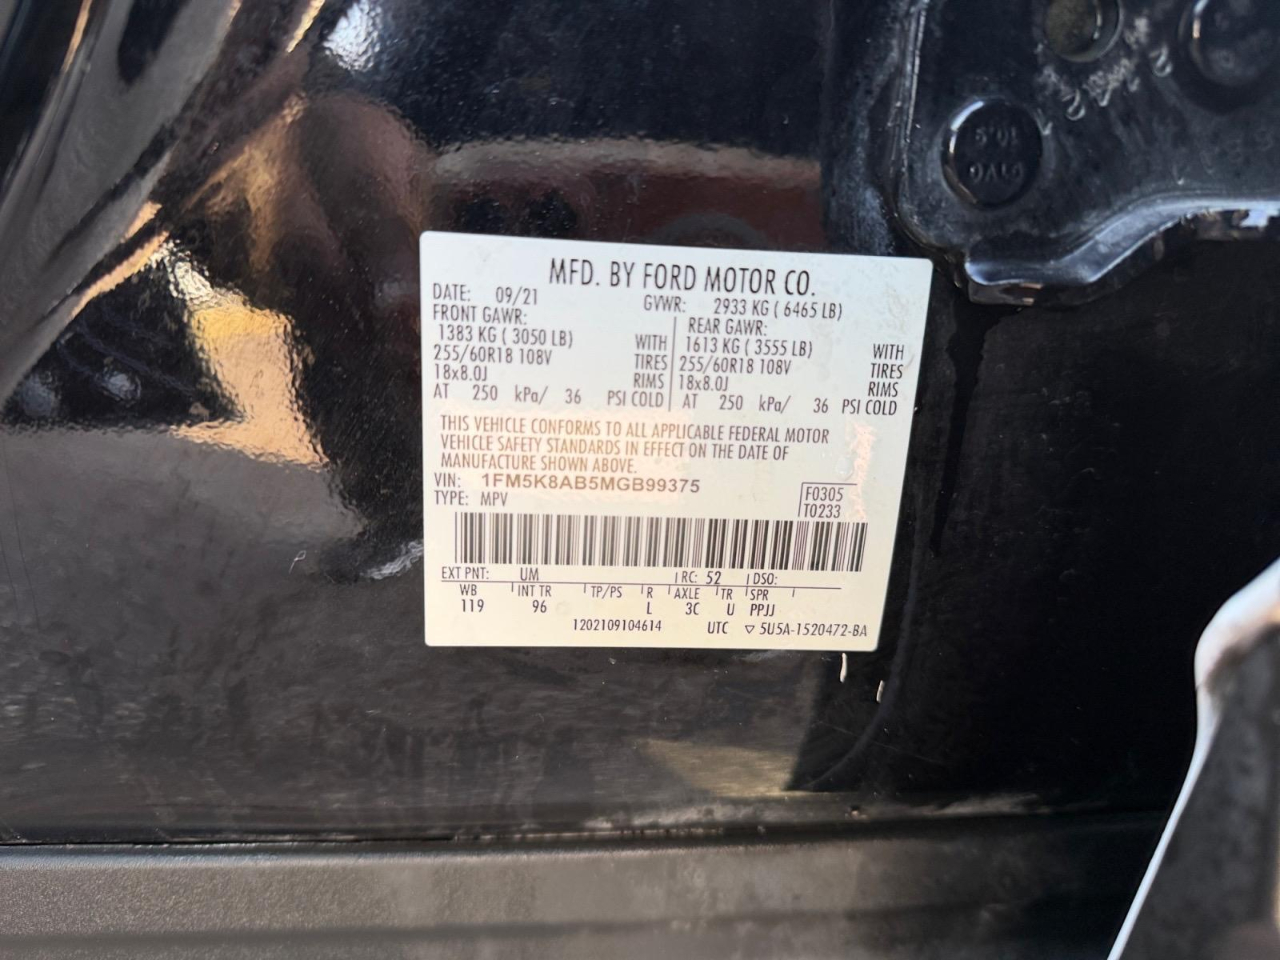 MFD. BY FORD MOTOR CO.
DATE: 09/21 GVWR: 2933 KG ( 6465 LB)
FRONT GAWR: REAR GAWR:
1383 KG ( 3050 LB) WITH 1613 KG ( 3555 LB) WITH
255/60R18 108V TIRES 255/60R18 108V TIRES
18x8.0J RIMS 18x8.0J RIMS
AT 250 kPa/ 36 PSI COLD AT 250 kPa/ 36 PSI COLD
THIS VEHICLE CONFORMS TO ALL APPLICABLE FEDERAL MOTOR
VEHICLE SAFETY STANDARDS IN EFFECT ON THE DATE OF
MANUFACTURE SHOWN ABOVE.
VIN: 1FM5K8AB5MGB99375
TYPE: MPV
F0305
T0233
EXT PNT: UM RC: 52 DSO:
WB INT TR TP/PS R AXLE TR SPR
119 96 L 3C U PPJJ
1202109104614 UTC ▽ 5U5A-1520472-BA
10.9